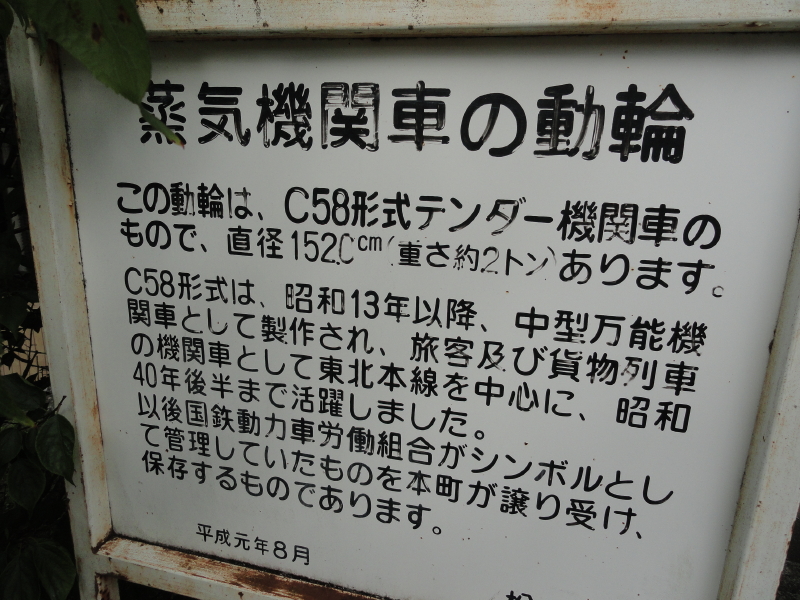 蒸気機関車の動輪
この動輪は、C58形式テンダー機関車の
もので、直径152.0cm(重さ約2トン)あります。
C58形式は、昭和13年以降、中型万能機
関車として製作され、旅客及び貨物列車
の機関車として東北本線を中心に、昭和
40年後半まで活躍しました。
以後国鉄動力車労働組合がシンボルとし
て管理していたものを本町が譲り受け、
保存するものであります。
平成元年8月